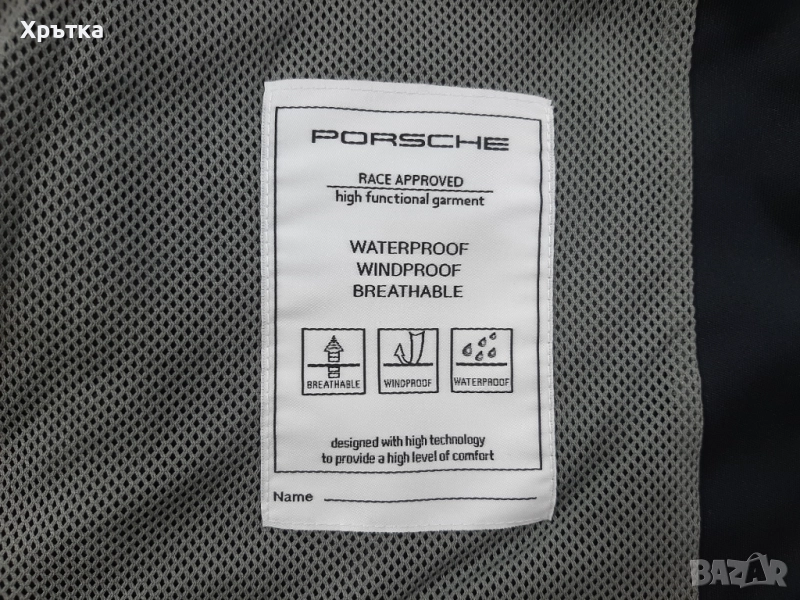 Хрътка
PORSCHE
RACE APPROVED
high functional garment
WATERPROOF
WINDPROOF
BREATHABLE
BREATHABLE WINDPROOF WATERPROOF
designed with high technology
to provide a high level of comfort
Name
BAZAR